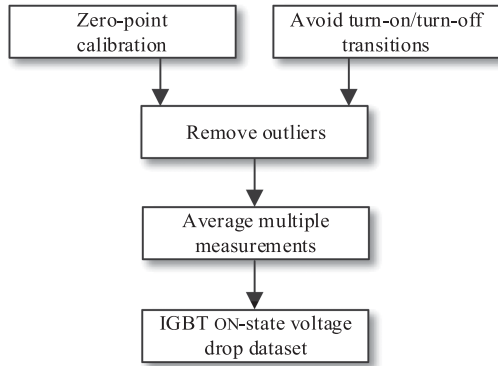 Zero-point
calibration
Avoid turn-on/turn-off
transitions
Remove outliers
Average multiple
measurements
IGBT ON-state voltage
drop dataset